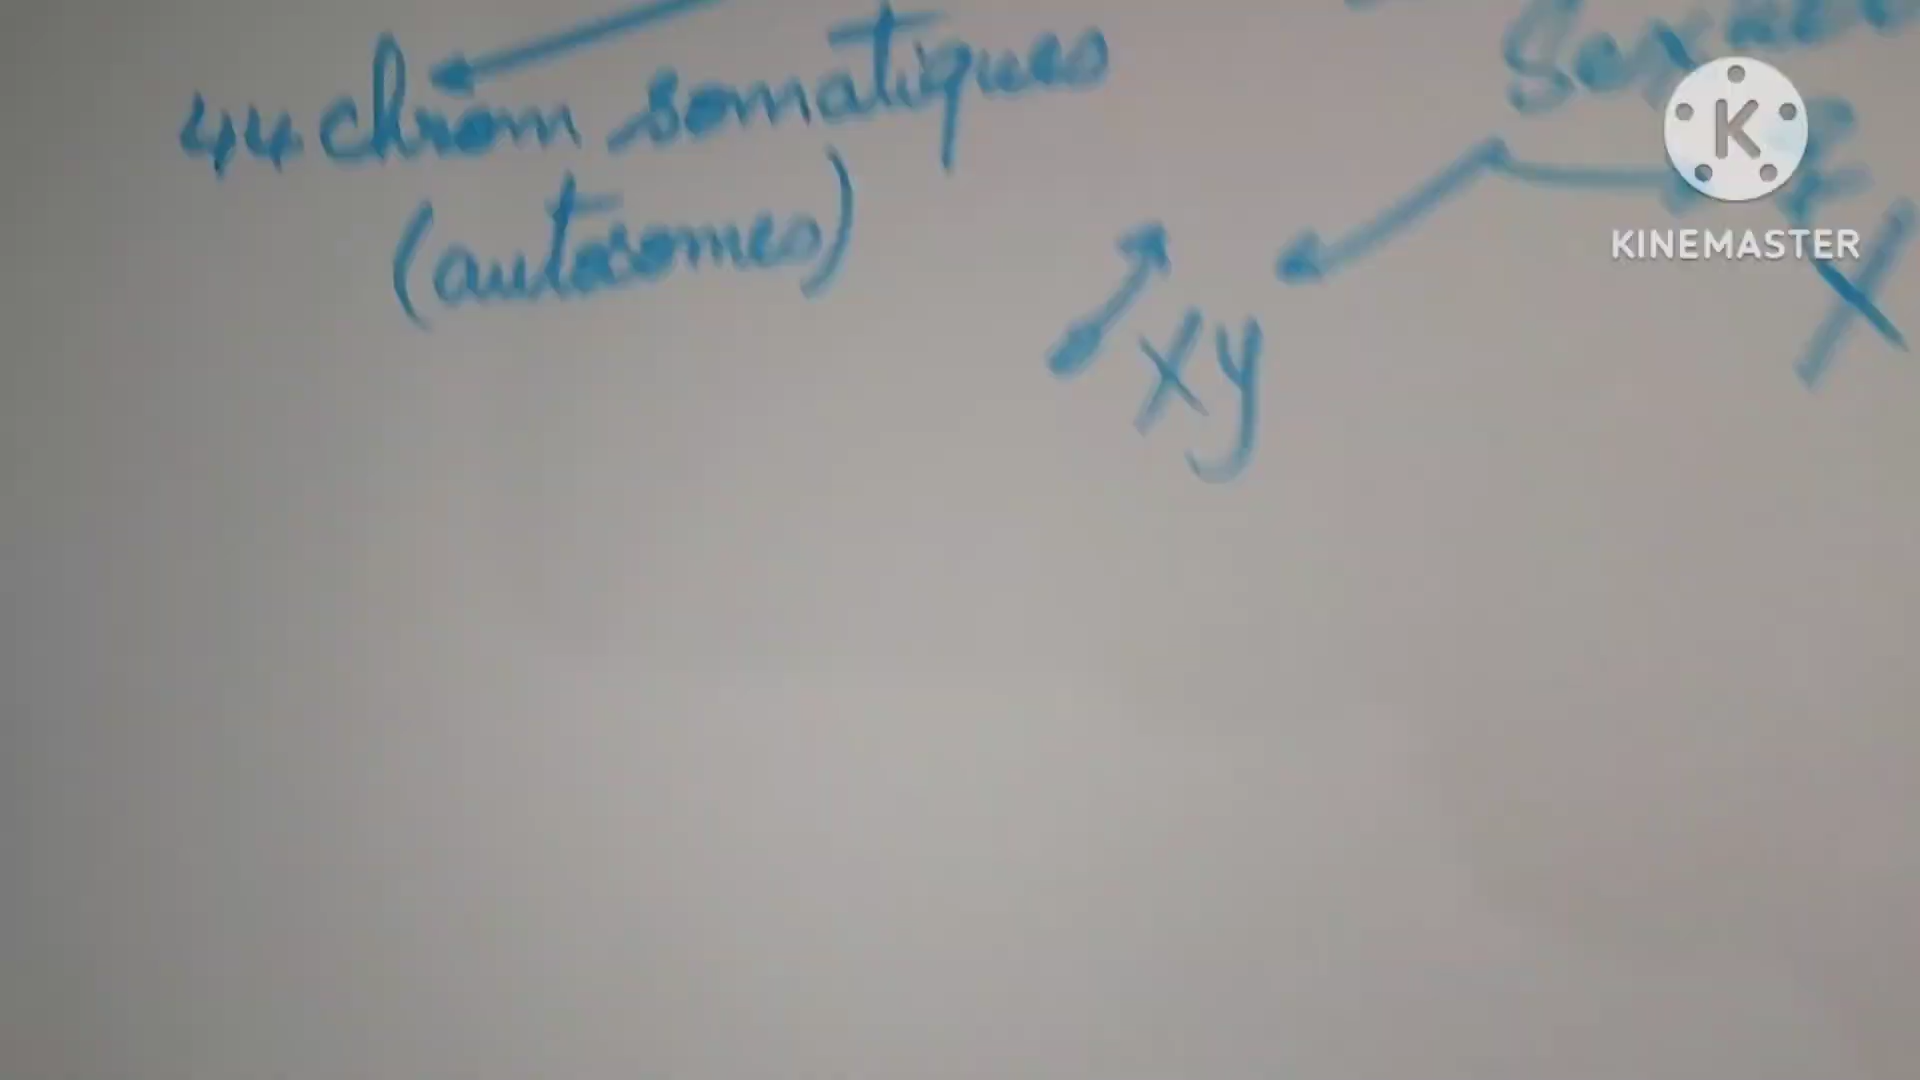 44 chrom somatiques
(autosomes)
XY
X
KINEMASTER